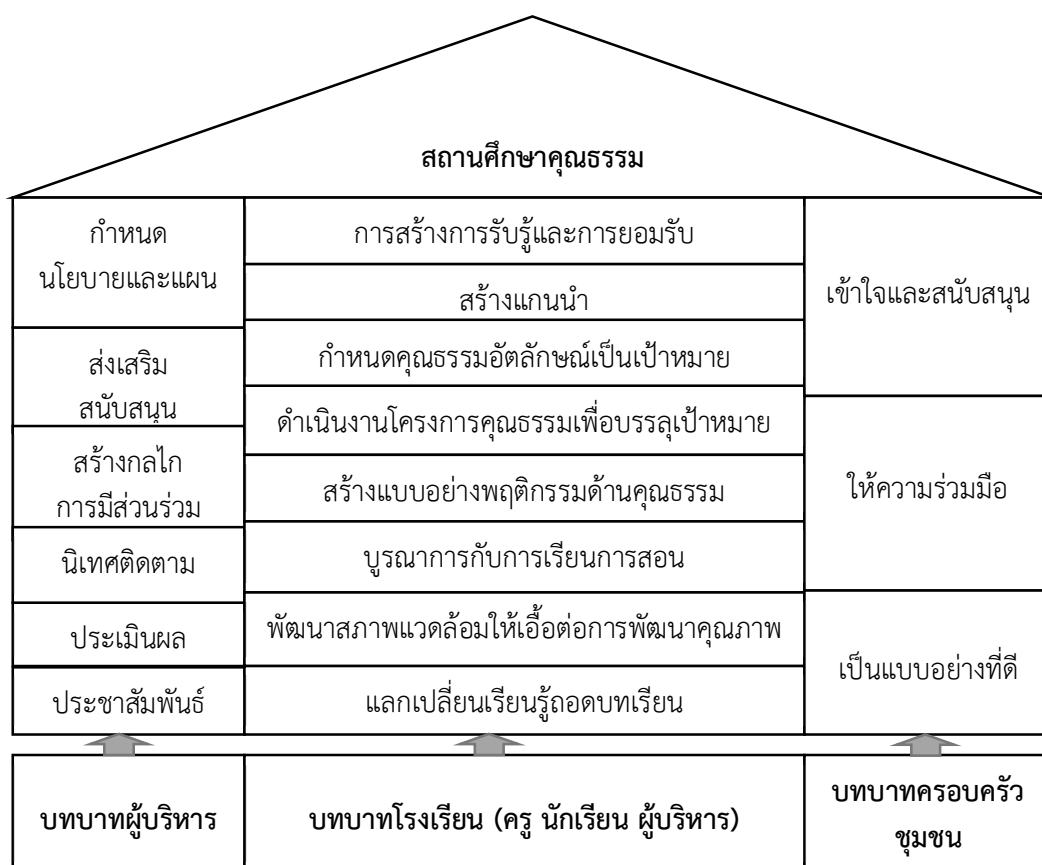 สถานศึกษาคุณธรรม
กำหนด
นโยบายและแผน
ส่งเสริม
สนับสนุน
สร้างกลไก
การมีส่วนร่วม
นิเทศติดตาม
ประเมินผล
ประชาสัมพันธ์
การสร้างการรับรู้และการยอมรับ
สร้างแกนนำ
กำหนดคุณธรรมอัตลักษณ์เป็นเป้าหมาย
ดำเนินงานโครงการคุณธรรมเพื่อบรรลุเป้าหมาย
สร้างแบบอย่างพฤติกรรมด้านคุณธรรม
บูรณาการกับการเรียนการสอน
พัฒนาสภาพแวดล้อมให้เอื้อต่อการพัฒนาคุณภาพ
แลกเปลี่ยนเรียนรู้ถอดบทเรียน
เข้าใจและสนับสนุน
ให้ความร่วมมือ
เป็นแบบอย่างที่ดี
บทบาทผู้บริหาร
บทบาทโรงเรียน (ครู นักเรียน ผู้บริหาร)
บทบาทครอบครัว
ชุมชน